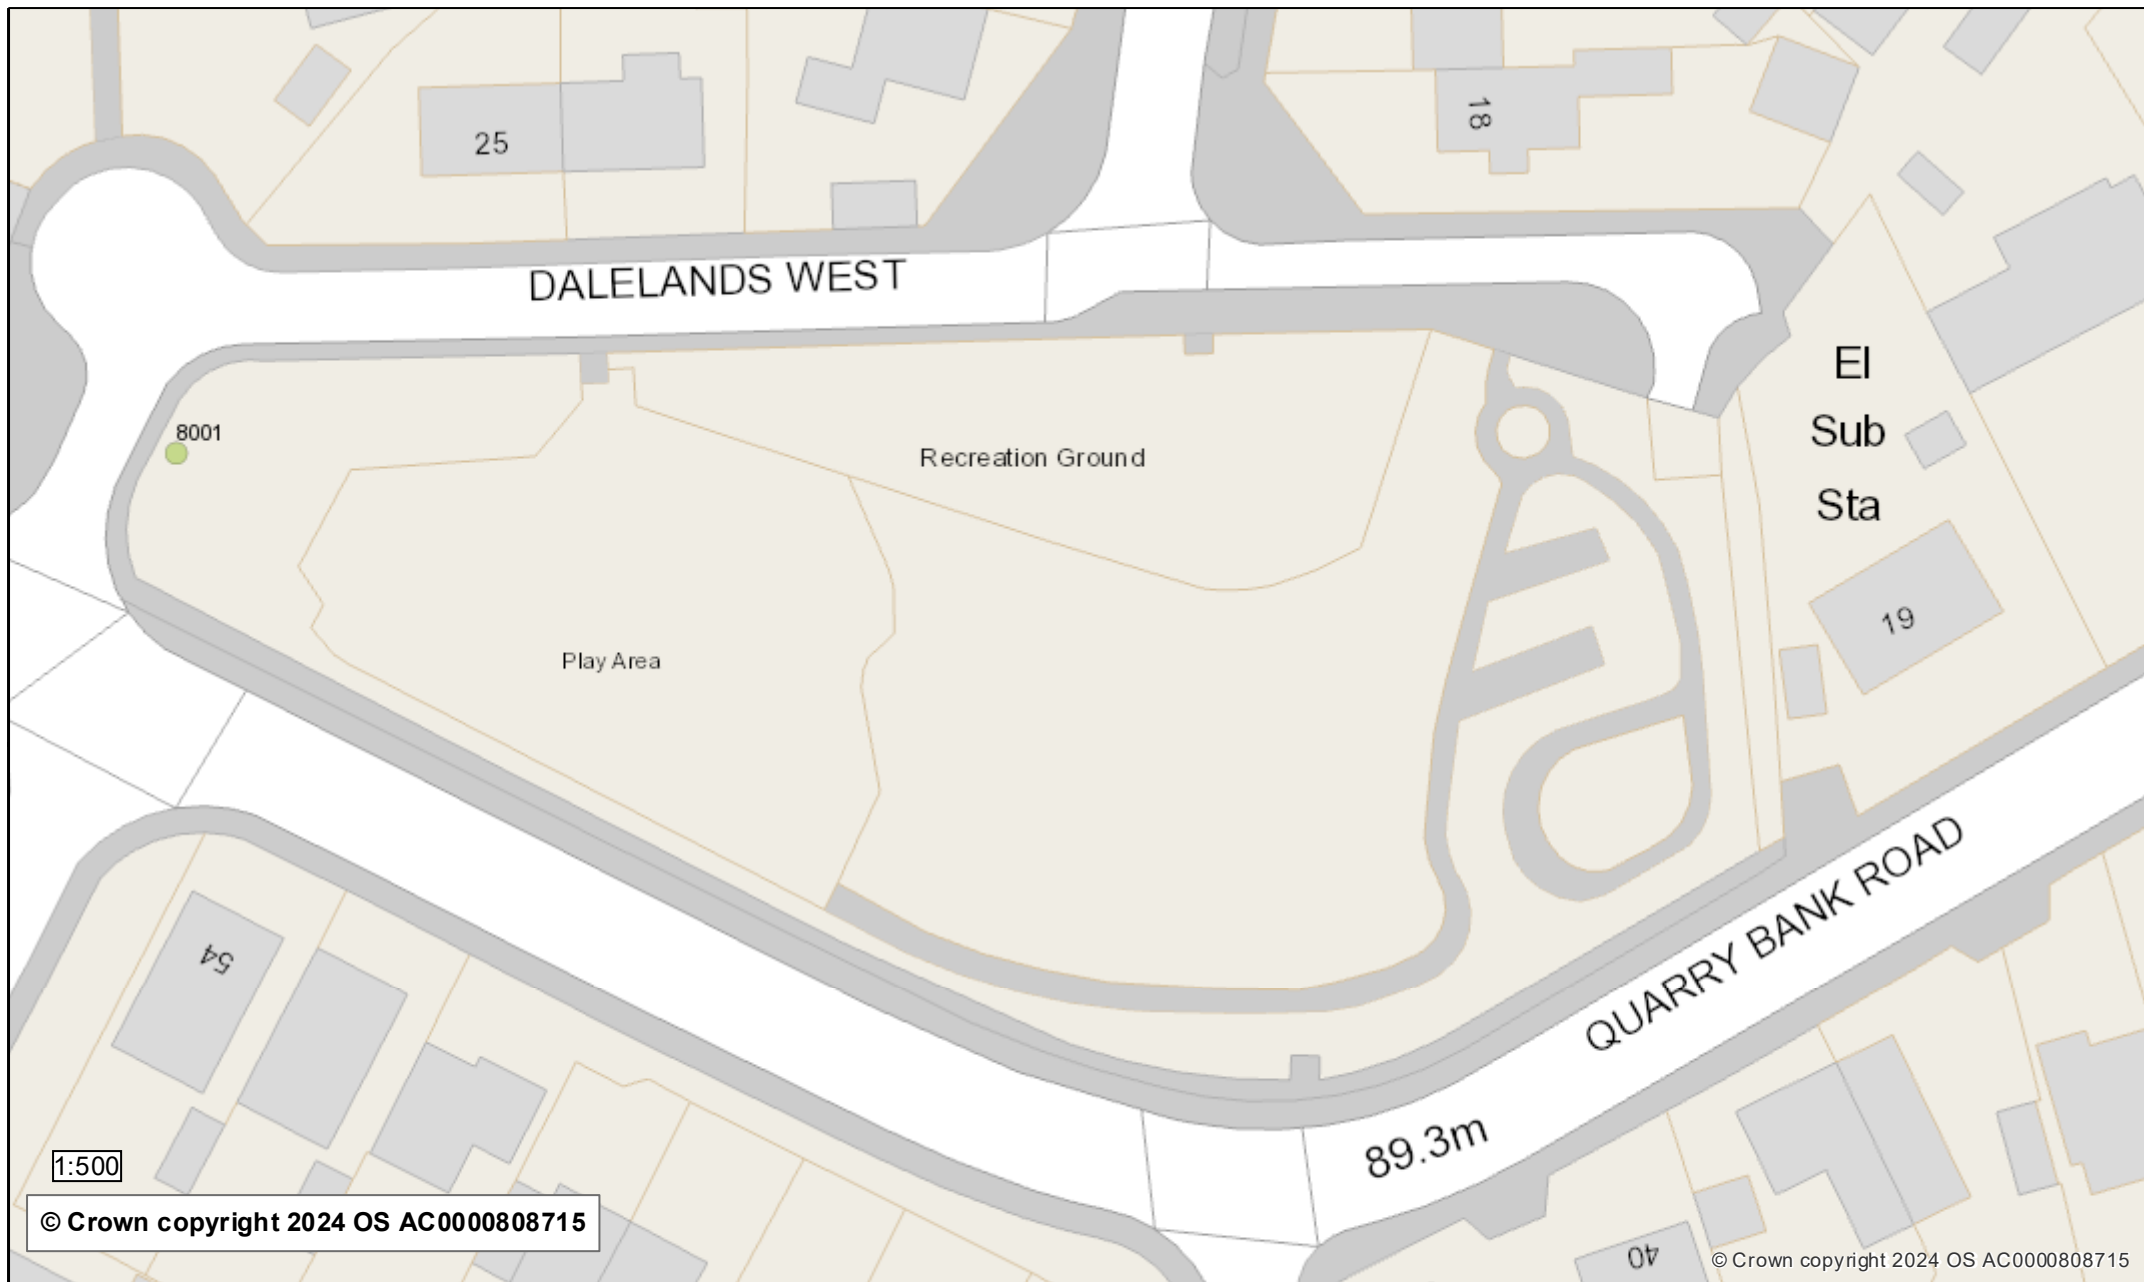 25
18
DALELANDS WEST
El
Sub
Sta
8001
Recreation Ground
19
Play Area
QUARRY BANK ROAD
54
89.3m
1:500
© Crown copyright 2024 OS AC0000808715
40
© Crown copyright 2024 OS AC0000808715